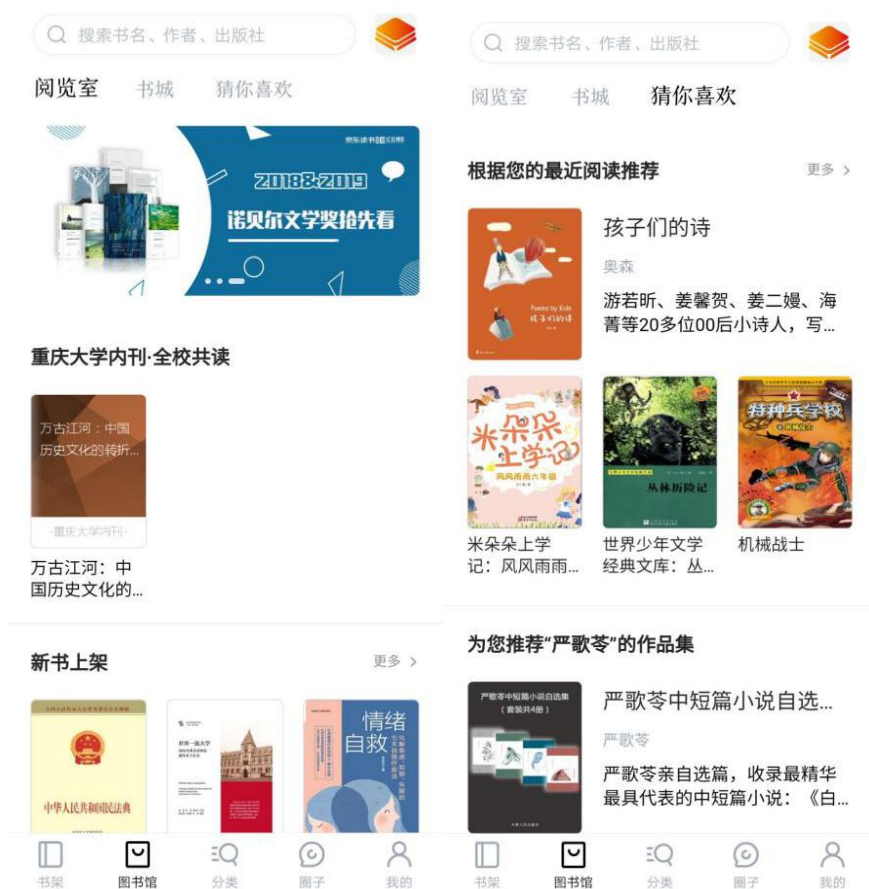 搜索书名、作者、出版社
阅览室
书城
猜你喜欢
2018&2019
诺贝尔文学奖抢先看
重庆大学内刊·全校共读
万古江河：中国
历史文化的转折...
-重庆大学内刊-
万古江河：中
国历史文化的...
新书上架
更多
中华人民共和国民法典
世界一流大学
情绪
自救
书架
图书馆
分类
圈子
我的
搜索书名、作者、出版社
阅览室
书城
猜你喜欢
根据您的最近阅读推荐
更多
Poems by Kids
孩子们的诗
孩子们的诗
奥森
游若昕、姜馨贺、姜二嫚、海
菁等20多位00后小诗人，写...
米朵朵
上学记
风风雨雨六年级
丛林历险记
特种兵学校
机械战士
米朵朵上学
记：风风雨雨...
世界少年文学
经典文库：丛...
机械战士
为您推荐“严歌苓”的作品集
严歌苓中短篇小说自选集
（套装共4册）
严歌苓中短篇小说自选...
严歌苓
严歌苓亲自选篇，收录最精华
最具代表的中短篇小说：《白...
书架
图书馆
分类
圈子
我的